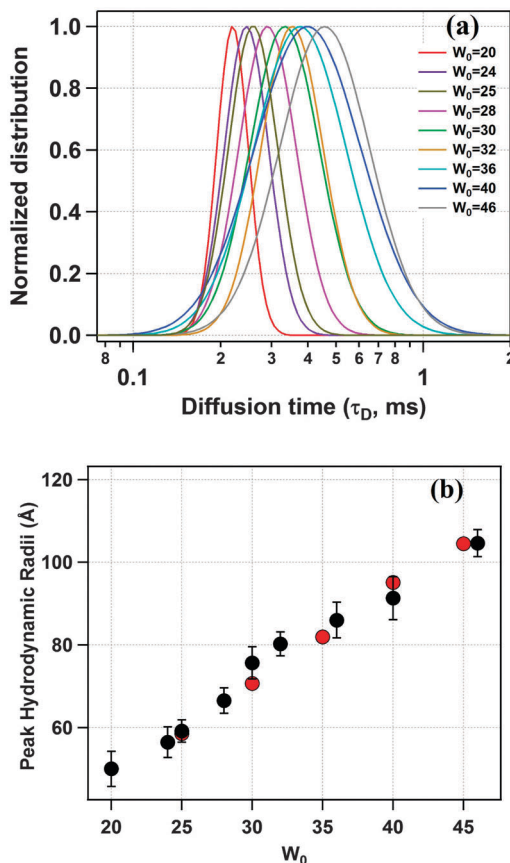 (a)
Normalized distribution
1.0
0.8
0.6
0.4
0.2
0.0
W₀=20
W₀=24
W₀=25
W₀=28
W₀=30
W₀=32
W₀=36
W₀=40
W₀=46
8 0.1 2 3 4 5 6 7 8 1 2
Diffusion time (τD, ms)
(b)
Peak Hydrodynamic Radii (Å)
120
100
80
60
20 25 30 35 40 45
W₀